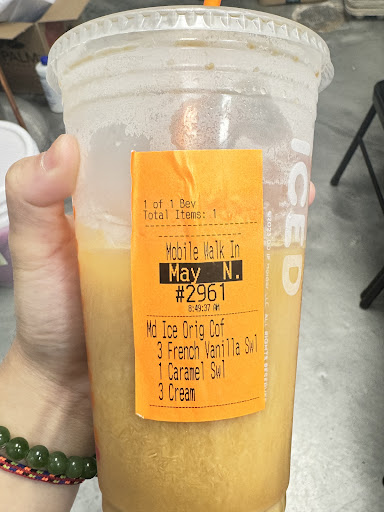 PALM
1 of 1 Bev
Total Items: 1
Mobile Walk In
May N.
#2961
8:49:37 AM
Md Ice Orig Cof
3 French Vanilla Swl
1 Caramel Swl
3 Cream
ICED